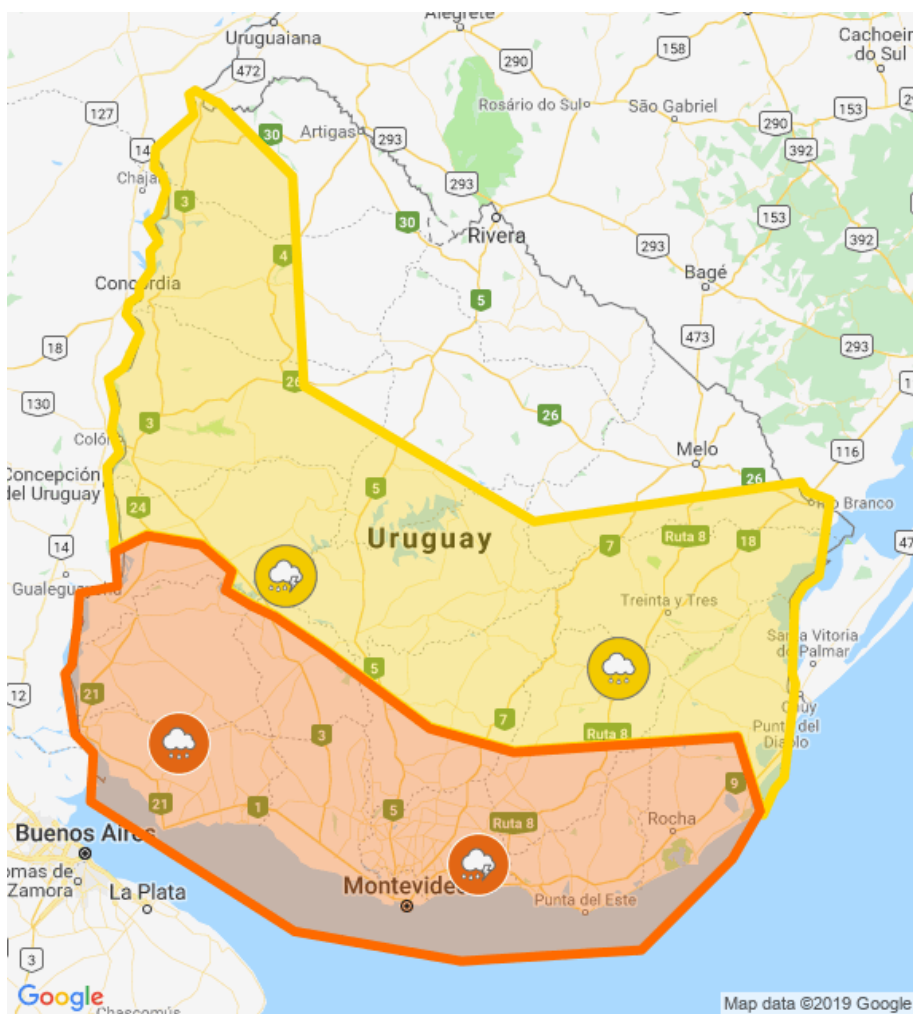 Alegrete
Uruguaiana
Cachoeir
do Sul
472
290
158
127
Rosário do Sul
São Gabriel
153
290
30
Artigas
293
14
392
Chaja
293
3
153
30
Rivera
293
392
4
Concordia
Bagé
5
18
473
293
26
130
3
26
Colón
Melo
116
Concepción
del Uruguay
5
26
Rio Branco
24
Uruguay
7
Ruta 8
18
14
Gualeguaychú
Treinta y Tres
Santa Vitoria
do Palmar
5
12
21
Chuy
7
Ruta 8
Punta del
Diablo
3
9
21
1
5
Ruta 8
Rocha
Buenos Aires
omas de
Zamora
La Plata
Montevideo
Punta del Este
3
Google
Chascomús
Map data ©2019 Google